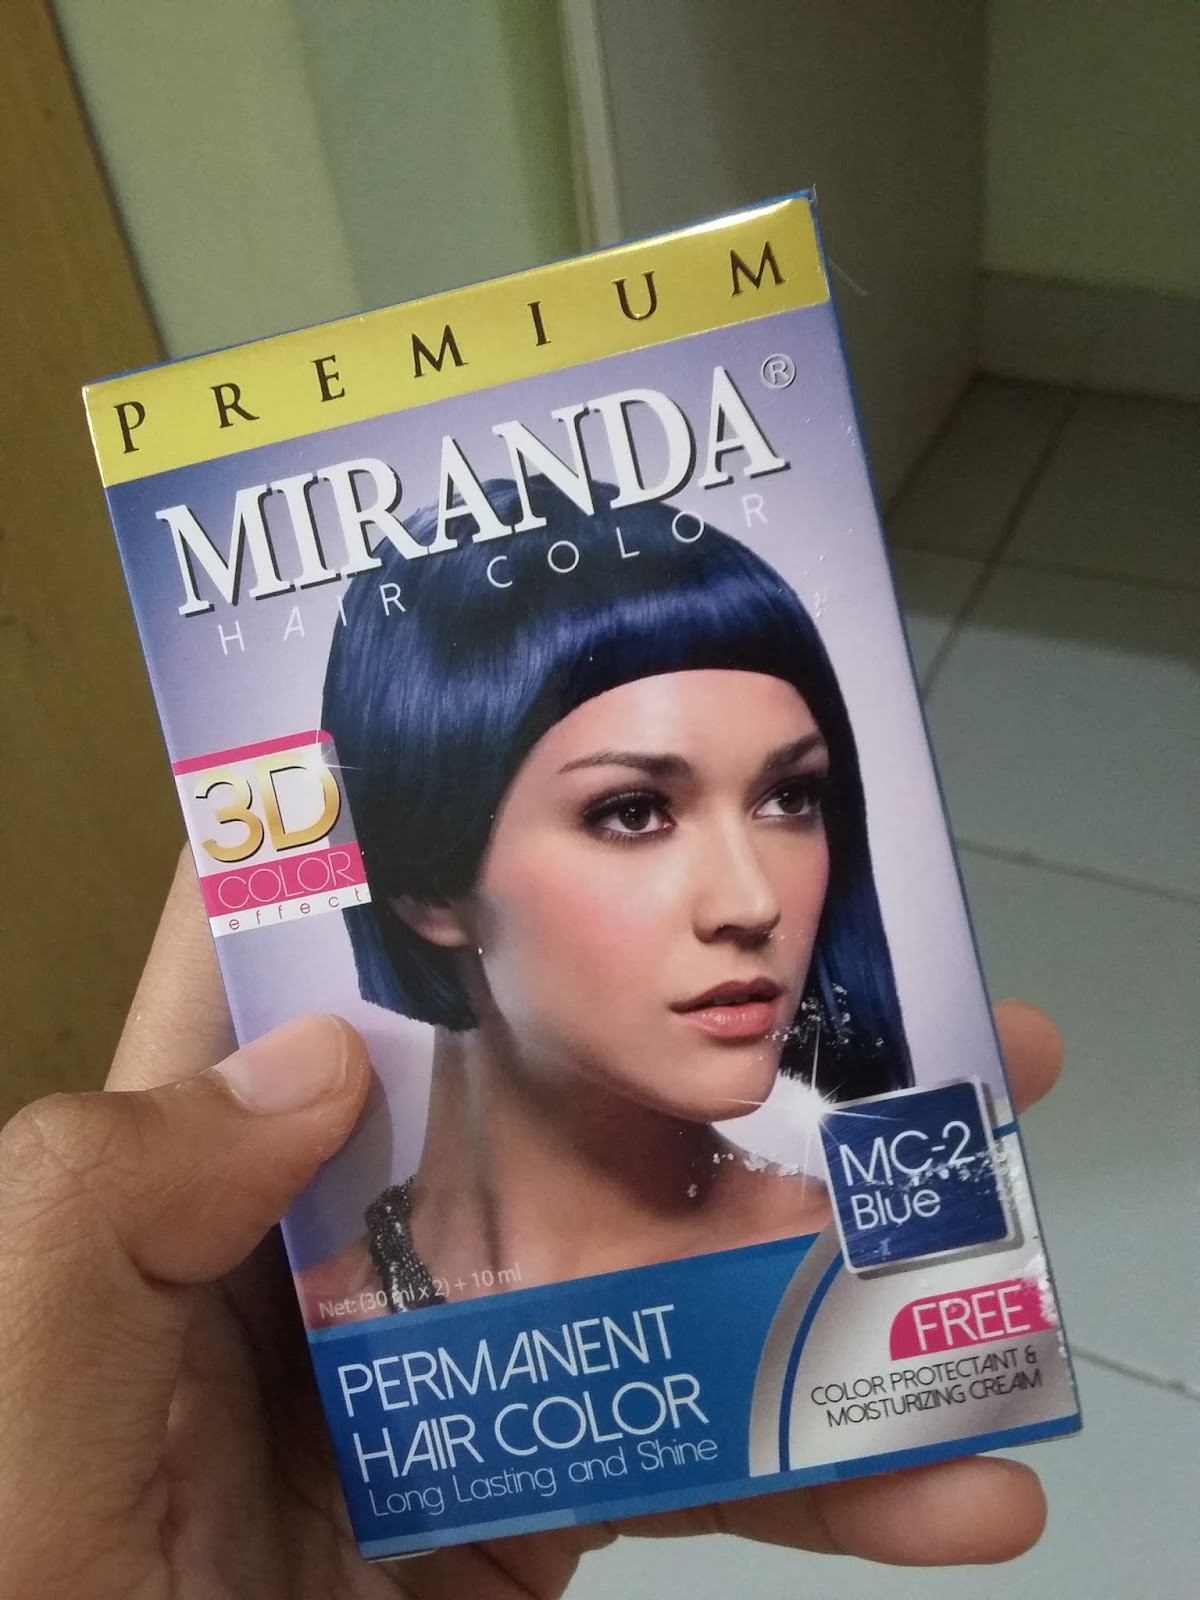 PREMIUM
MIRANDA®
HAIR COLOR
3D
COLOR
effect
MC-2
Blue
Net: (30 ml x 2) + 10 ml
PERMANENT
HAIR COLOR
Long Lasting and Shine
FREE
COLOR PROTECTANT &
MOISTURIZING CREAM